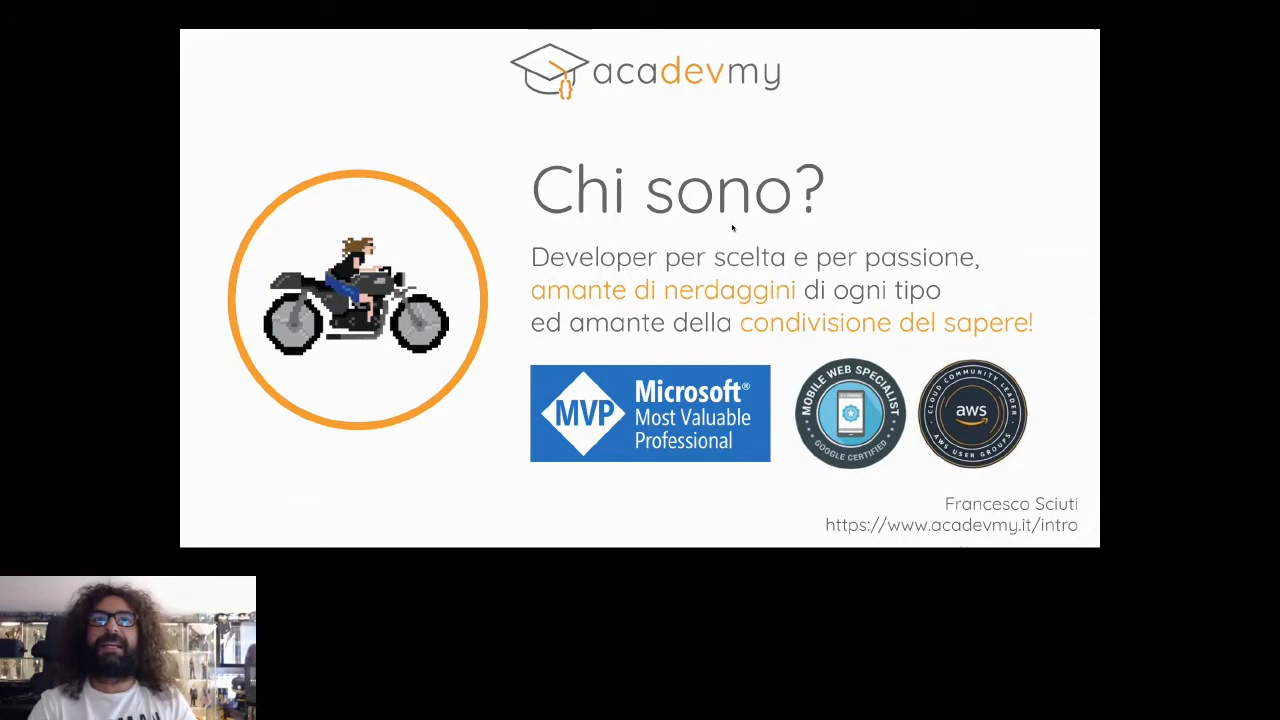 acadevmy
Chi sono?
Developer per scelta e per passione,
amante di nerdaggini di ogni tipo
ed amante della condivisione del sapere!
MVP
Microsoft®
Most Valuable
Professional
MOBILE WEB SPECIALIST
GOOGLE CERTIFIED
CLOUD COMMUNITY LEADER
aws
AWS USER GROUPS
Francesco Sciuti
https://www.acadevmy.it/intro